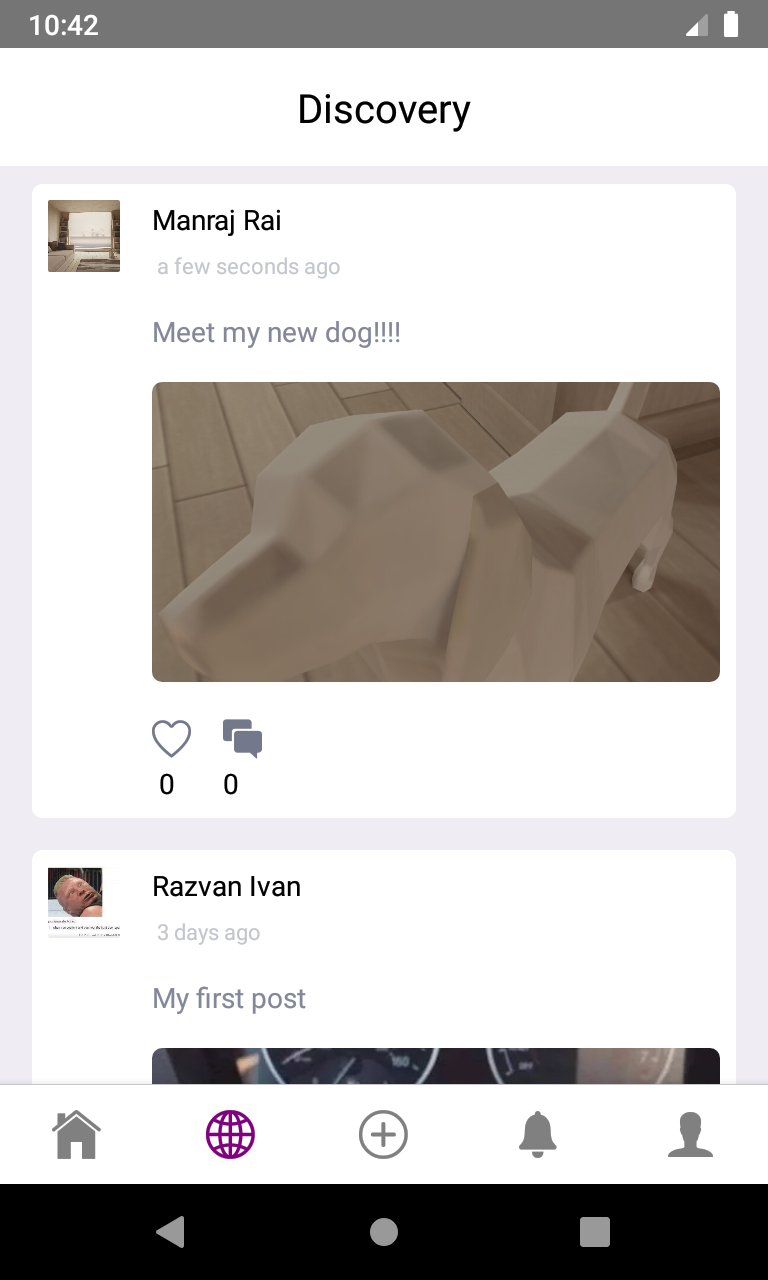 10:42
Discovery
Manraj Rai
a few seconds ago
Meet my new dog!!!!
0 0
Razvan Ivan
3 days ago
My first post
160